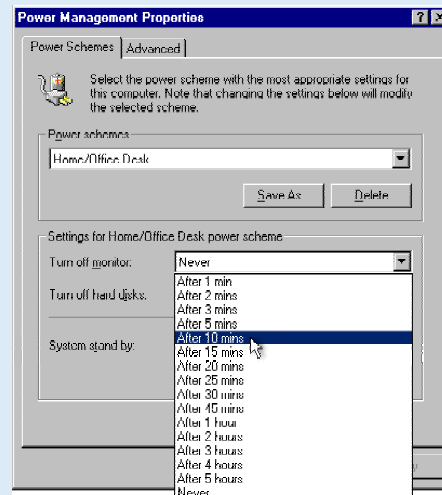 Power Management Properties
Power Schemes
Advanced
Select the power scheme with the most appropriate settings for
this computer. Note that changing the settings below will modify
the selected scheme.
Power schemes
Home/Office Desk
Save As
Delete
Settings for Home/Office Desk power scheme
Turn off monitor:
Never
After 1 min
After 2 mins
Turn off hard disks.
After 3 mins
After 5 mins
After 10 mins
System stand by:
After 15 mins
After 20 mins
After 25 mins
After 30 mins
After 45 mins
After 1 hour
After 2 hours
After 3 hours
After 4 hours
After 5 hours
Never